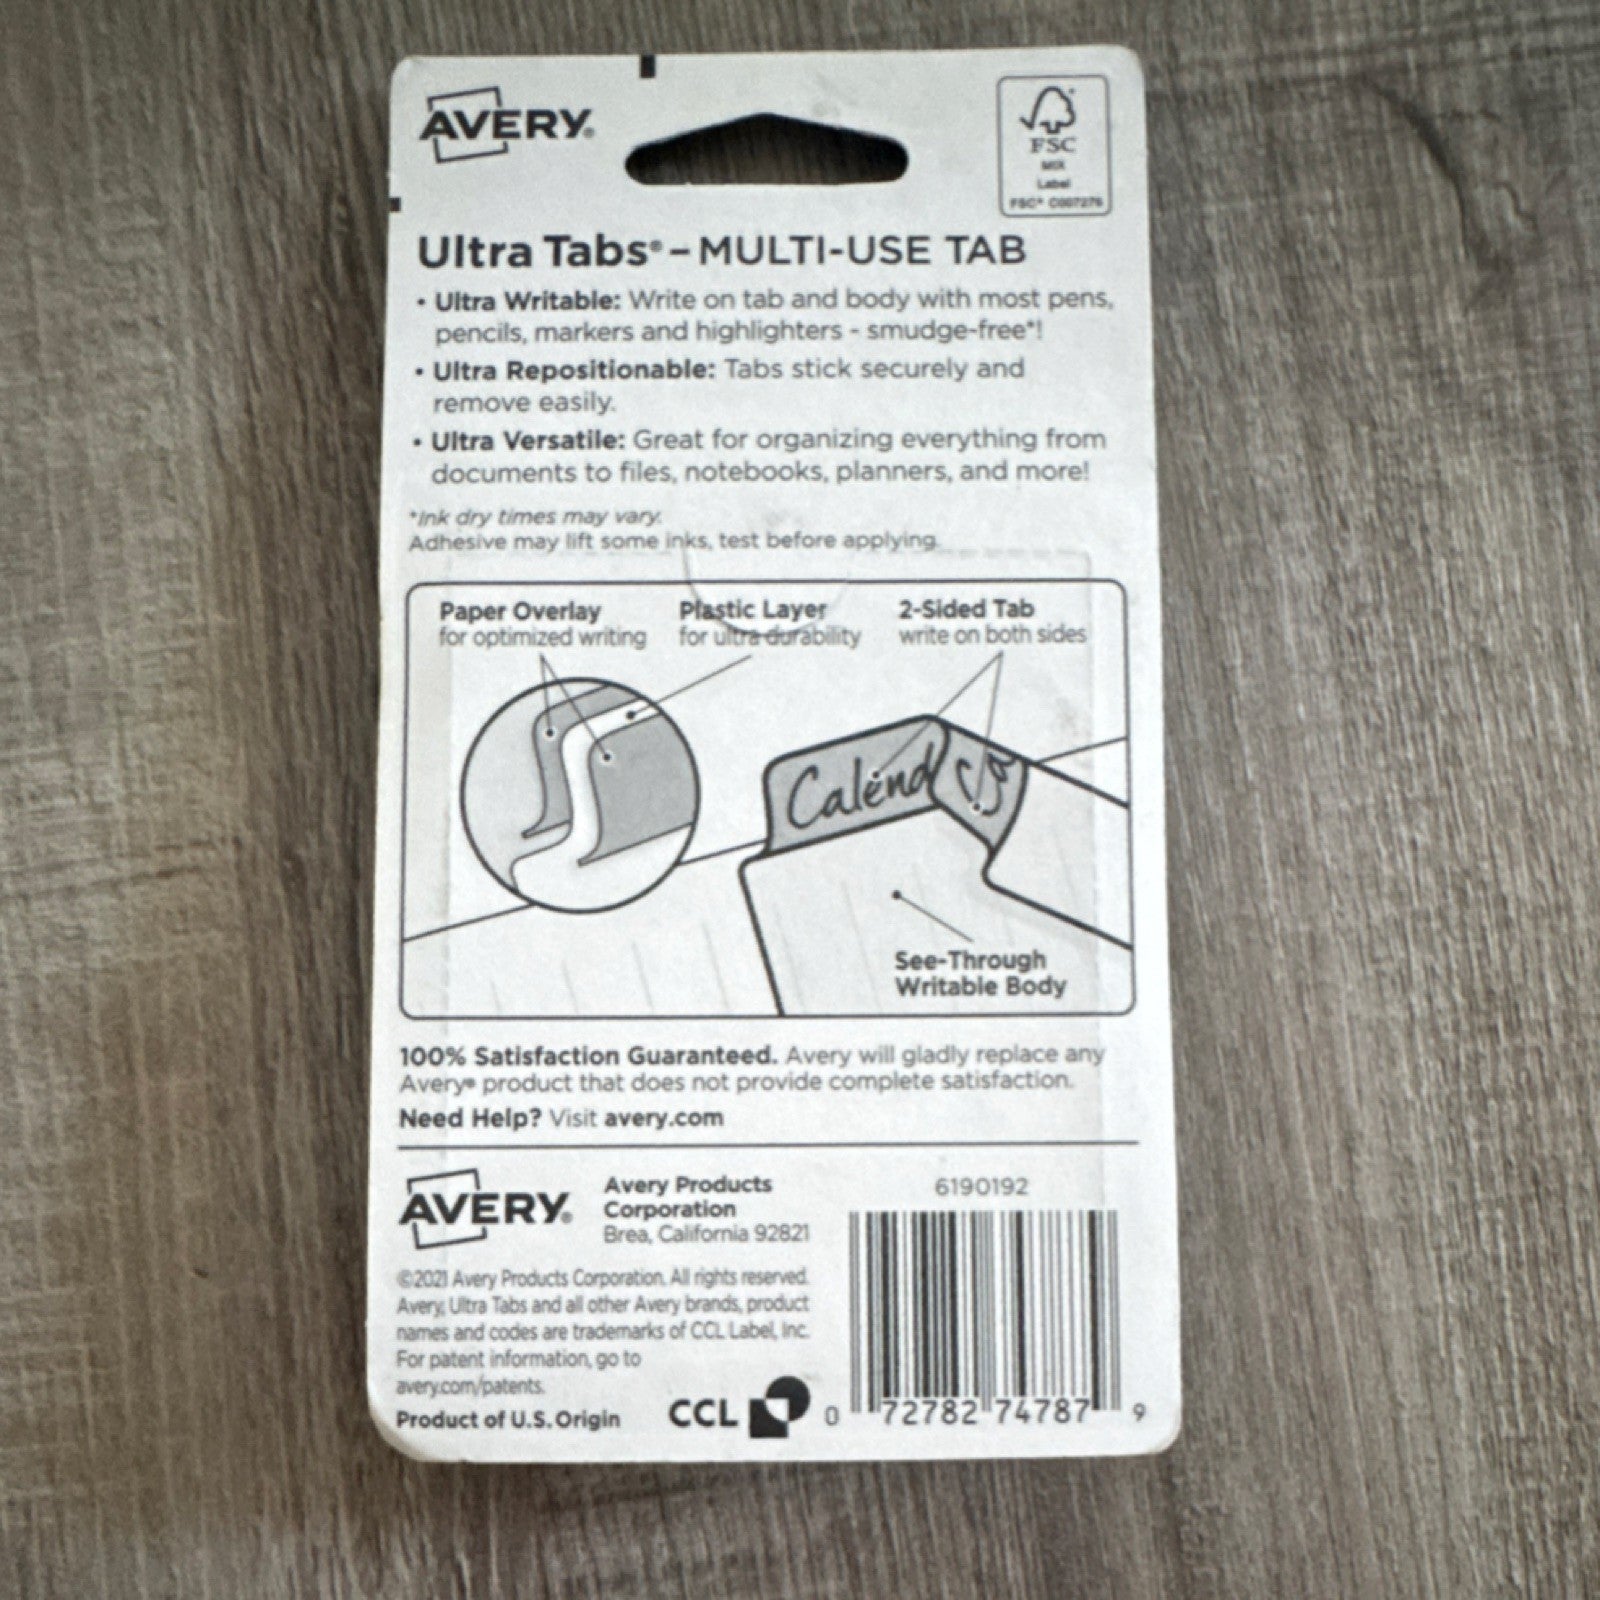 AVERY®
FSC
MIX
Label
FSC® C007276
Ultra Tabs® – MULTI-USE TAB
• Ultra Writable: Write on tab and body with most pens,
pencils, markers and highlighters - smudge-free*!
• Ultra Repositionable: Tabs stick securely and
remove easily.
• Ultra Versatile: Great for organizing everything from
documents to files, notebooks, planners, and more!
*Ink dry times may vary.
Adhesive may lift some inks, test before applying.
Paper Overlay
for optimized writing
Plastic Layer
for ultra durability
2-Sided Tab
write on both sides
Calend
See-Through
Writable Body
100% Satisfaction Guaranteed. Avery will gladly replace any
Avery® product that does not provide complete satisfaction.
Need Help? Visit avery.com
AVERY®
Avery Products
Corporation
Brea, California 92821
©2021 Avery Products Corporation. All rights reserved.
Avery, Ultra Tabs and all other Avery brands, product
names and codes are trademarks of CCL Label, Inc.
For patent information, go to
avery.com/patents.
Product of U.S. Origin
CCL
6190192
0 72782 74787 9